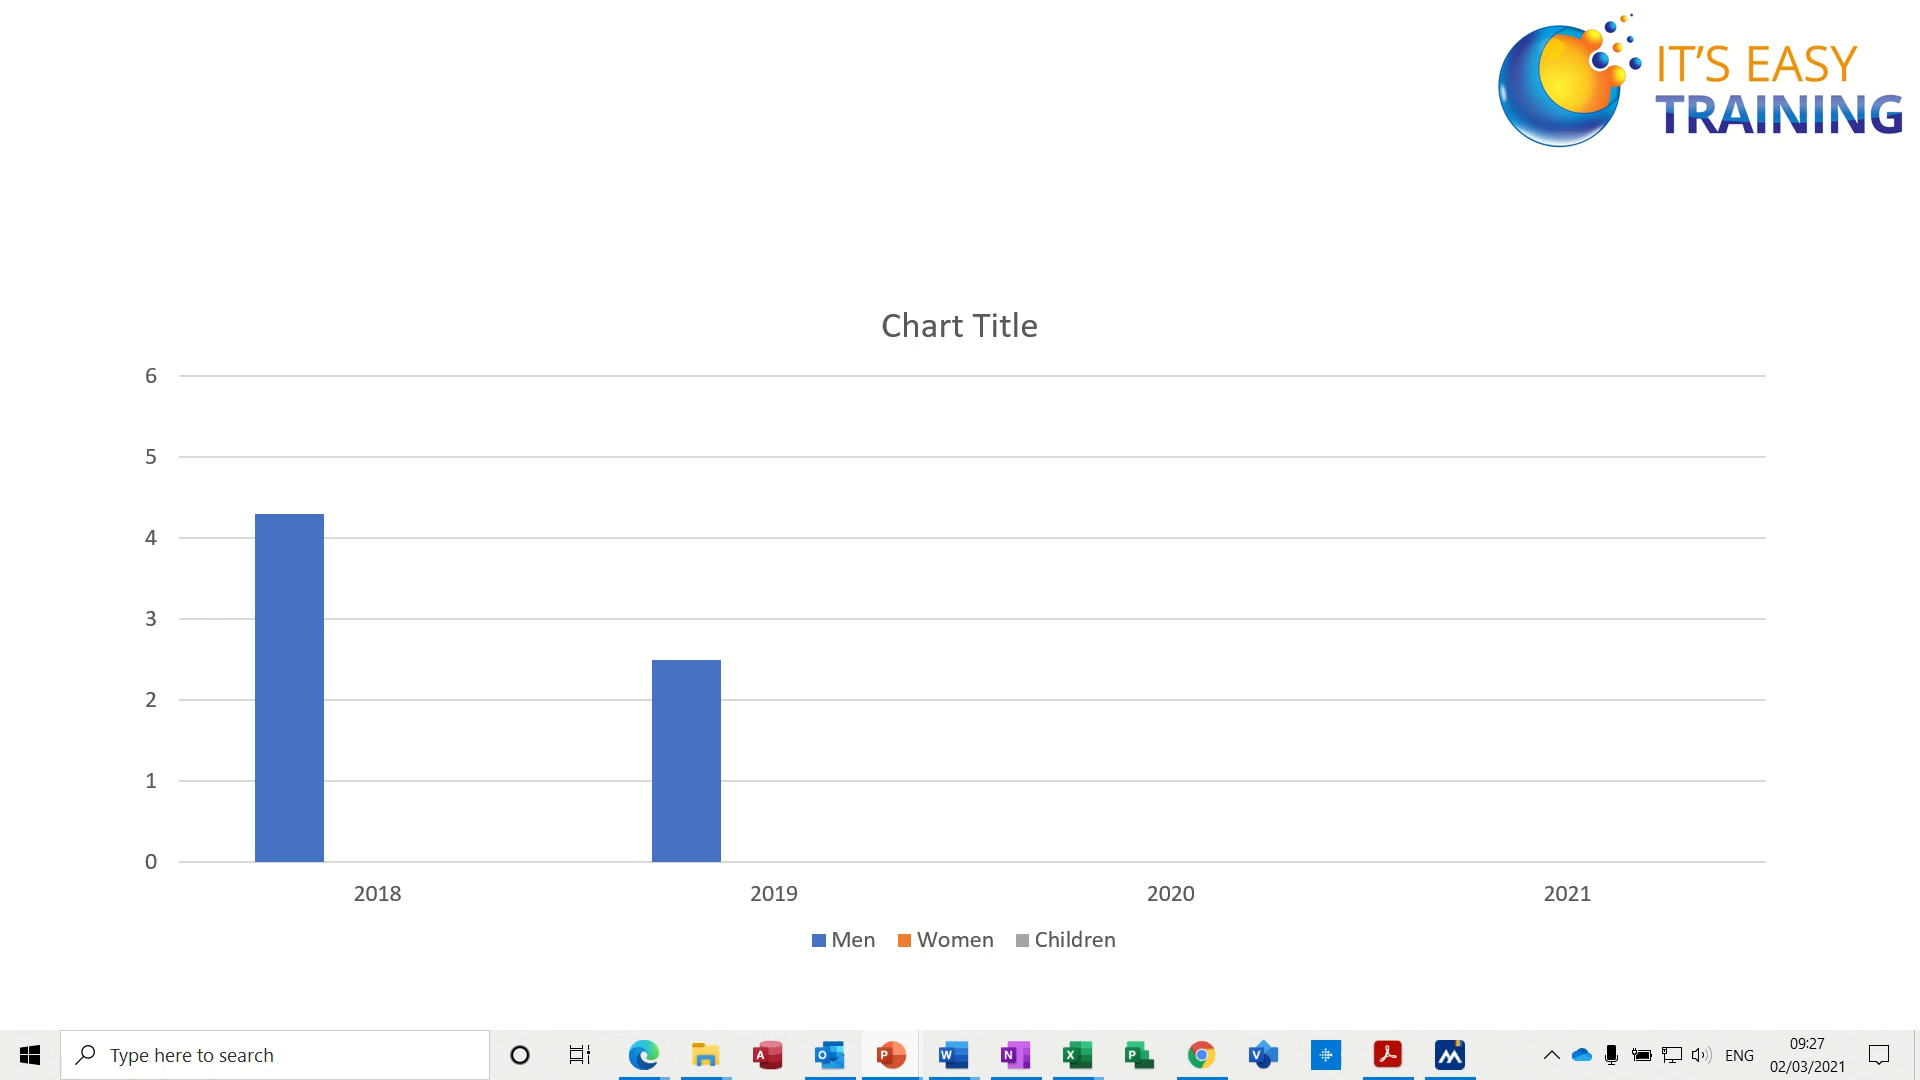 IT'S EASY
TRAINING
Chart Title
6
5
4
3
2
1
0
2018 2019 2020 2021
Men Women Children
Type here to search
A O P W N X P V
ENG
09:27
02/03/2021